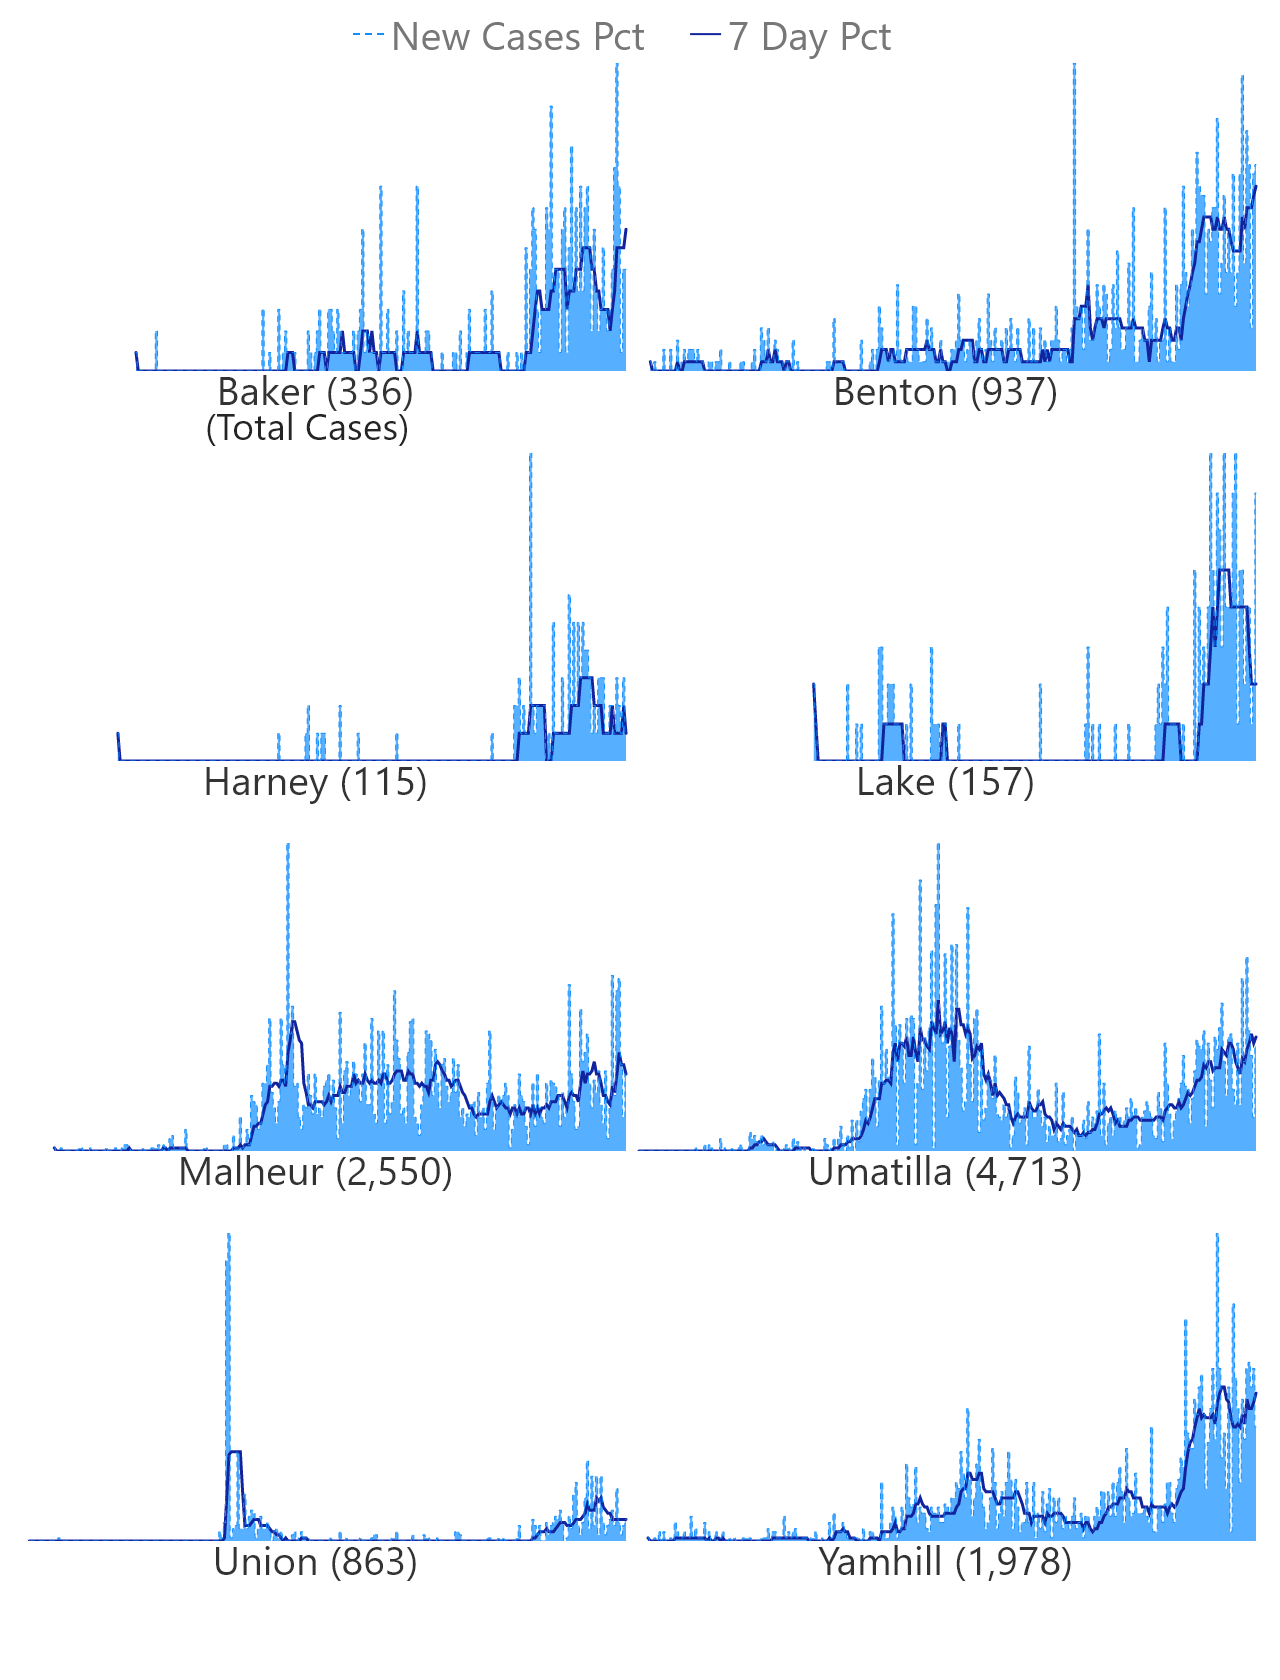 New Cases Pct 7 Day Pct
Baker (336) Benton (937)
(Total Cases)
Harney (115) Lake (157)
Malheur (2,550) Umatilla (4,713)
Union (863) Yamhill (1,978)